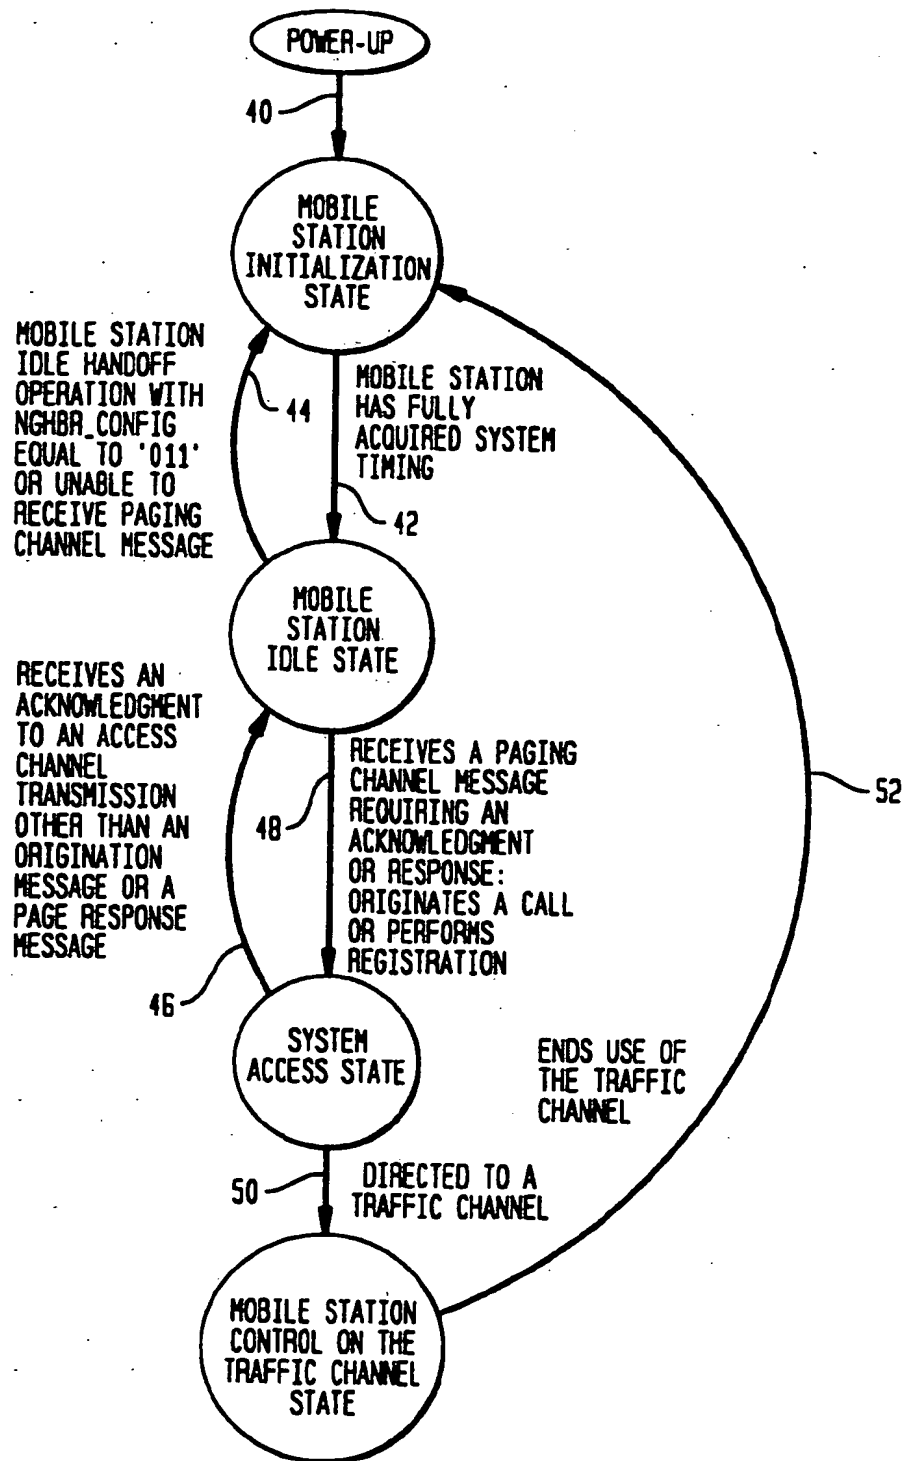 POWER-UP
40
MOBILE
STATION
INITIALIZATION
STATE
MOBILE STATION
IDLE HANDOFF
OPERATION WITH
NGHBR_CONFIG
EQUAL TO '011'
OR UNABLE TO
RECEIVE PAGING
CHANNEL MESSAGE
44
MOBILE STATION
HAS FULLY
ACQUIRED SYSTEM
TIMING
42
MOBILE
STATION
IDLE STATE
RECEIVES AN
ACKNOWLEDGMENT
TO AN ACCESS
CHANNEL
TRANSMISSION
OTHER THAN AN
ORIGINATION
MESSAGE OR A
PAGE RESPONSE
MESSAGE
46
48
RECEIVES A PAGING
CHANNEL MESSAGE
REQUIRING AN
ACKNOWLEDGMENT
OR RESPONSE:
ORIGINATES A CALL
OR PERFORMS
REGISTRATION
52
SYSTEM
ACCESS STATE
ENDS USE OF
THE TRAFFIC
CHANNEL
50
DIRECTED TO A
TRAFFIC CHANNEL
MOBILE STATION
CONTROL ON THE
TRAFFIC CHANNEL
STATE